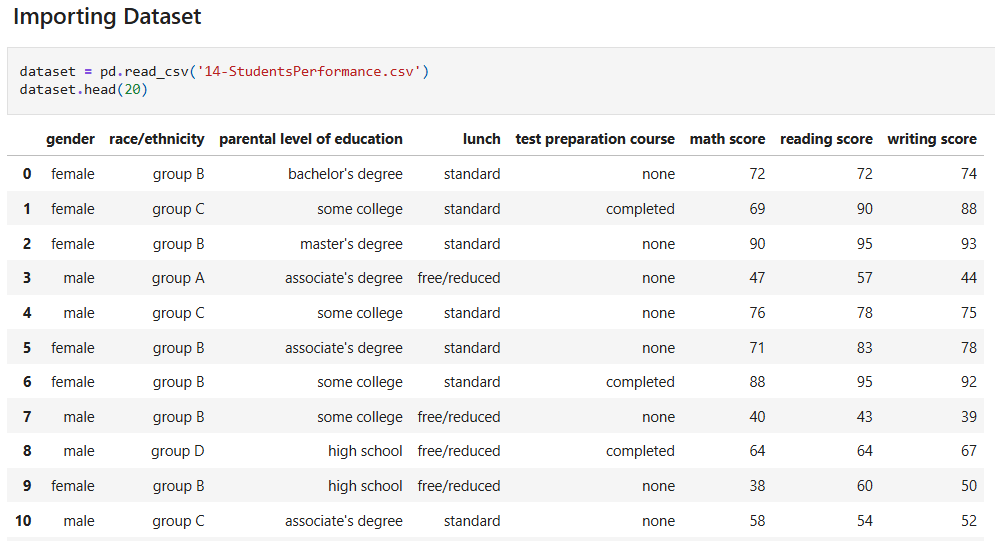 Importing Dataset
dataset = pd.read_csv('14-StudentsPerformance.csv')
dataset.head(20)
gender race/ethnicity parental level of education lunch test preparation course math score reading score writing score
0 female group B bachelor's degree standard none 72 72 74
1 female group C some college standard completed 69 90 88
2 female group B master's degree standard none 90 95 93
3 male group A associate's degree free/reduced none 47 57 44
4 male group C some college standard none 76 78 75
5 female group B associate's degree standard none 71 83 78
6 female group B some college standard completed 88 95 92
7 male group B some college free/reduced none 40 43 39
8 male group D high school free/reduced completed 64 64 67
9 female group B high school free/reduced none 38 60 50
10 male group C associate's degree standard none 58 54 52